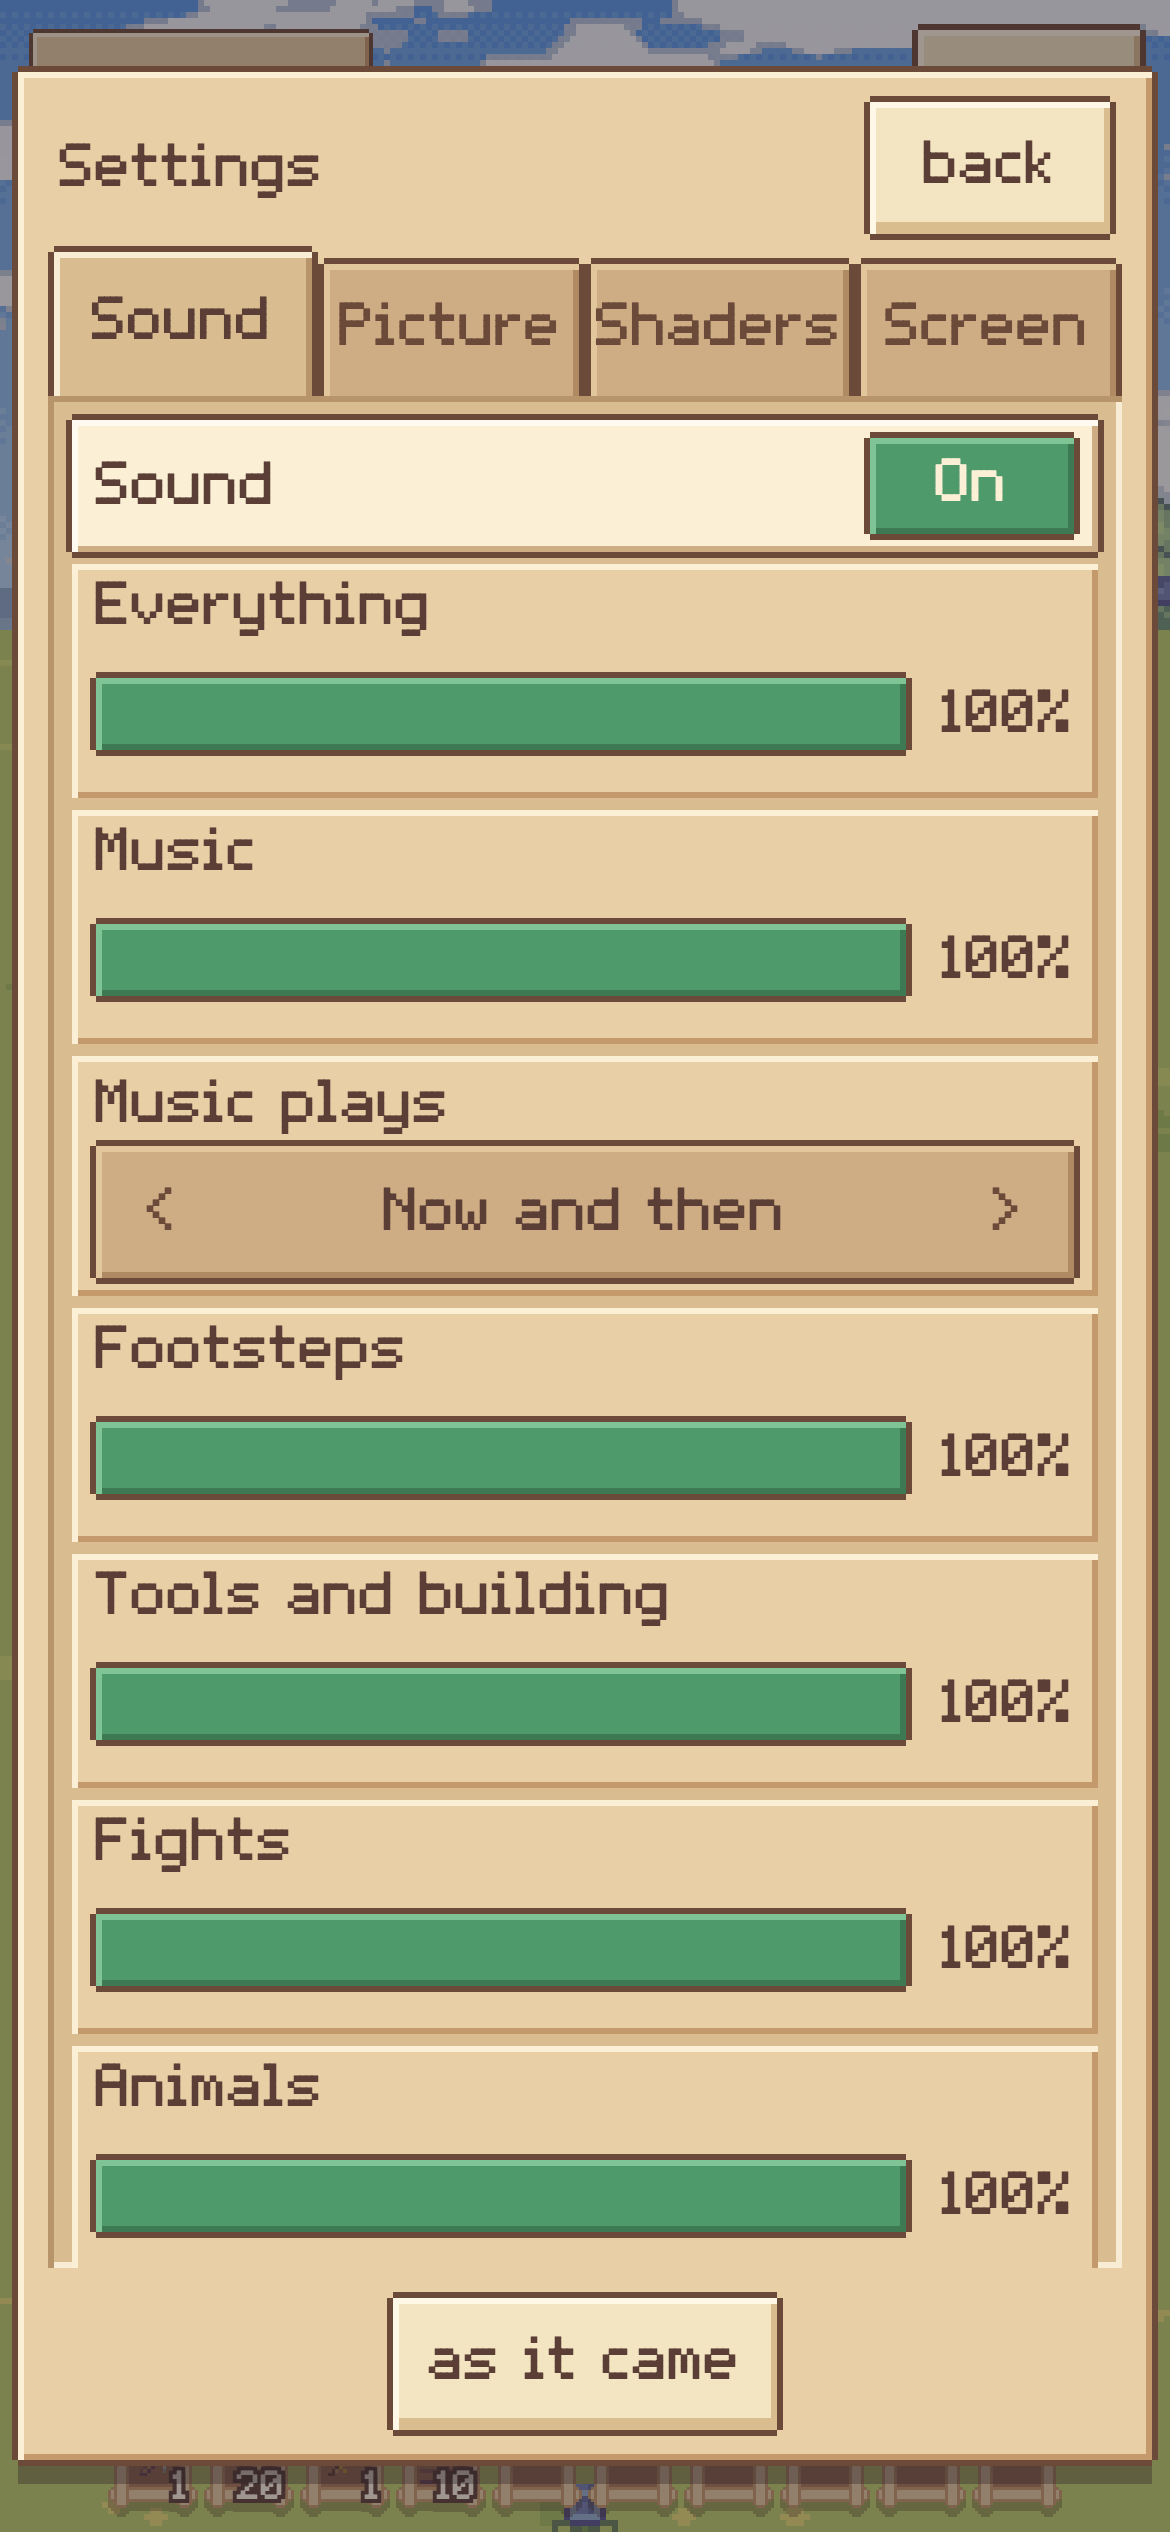 Settings
back
Sound
Picture
Shaders
Screen
Sound
On
Everything
100%
Music
100%
Music plays
< Now and then >
Footsteps
100%
Tools and building
100%
Fights
100%
Animals
100%
as it came
1 20 1 10